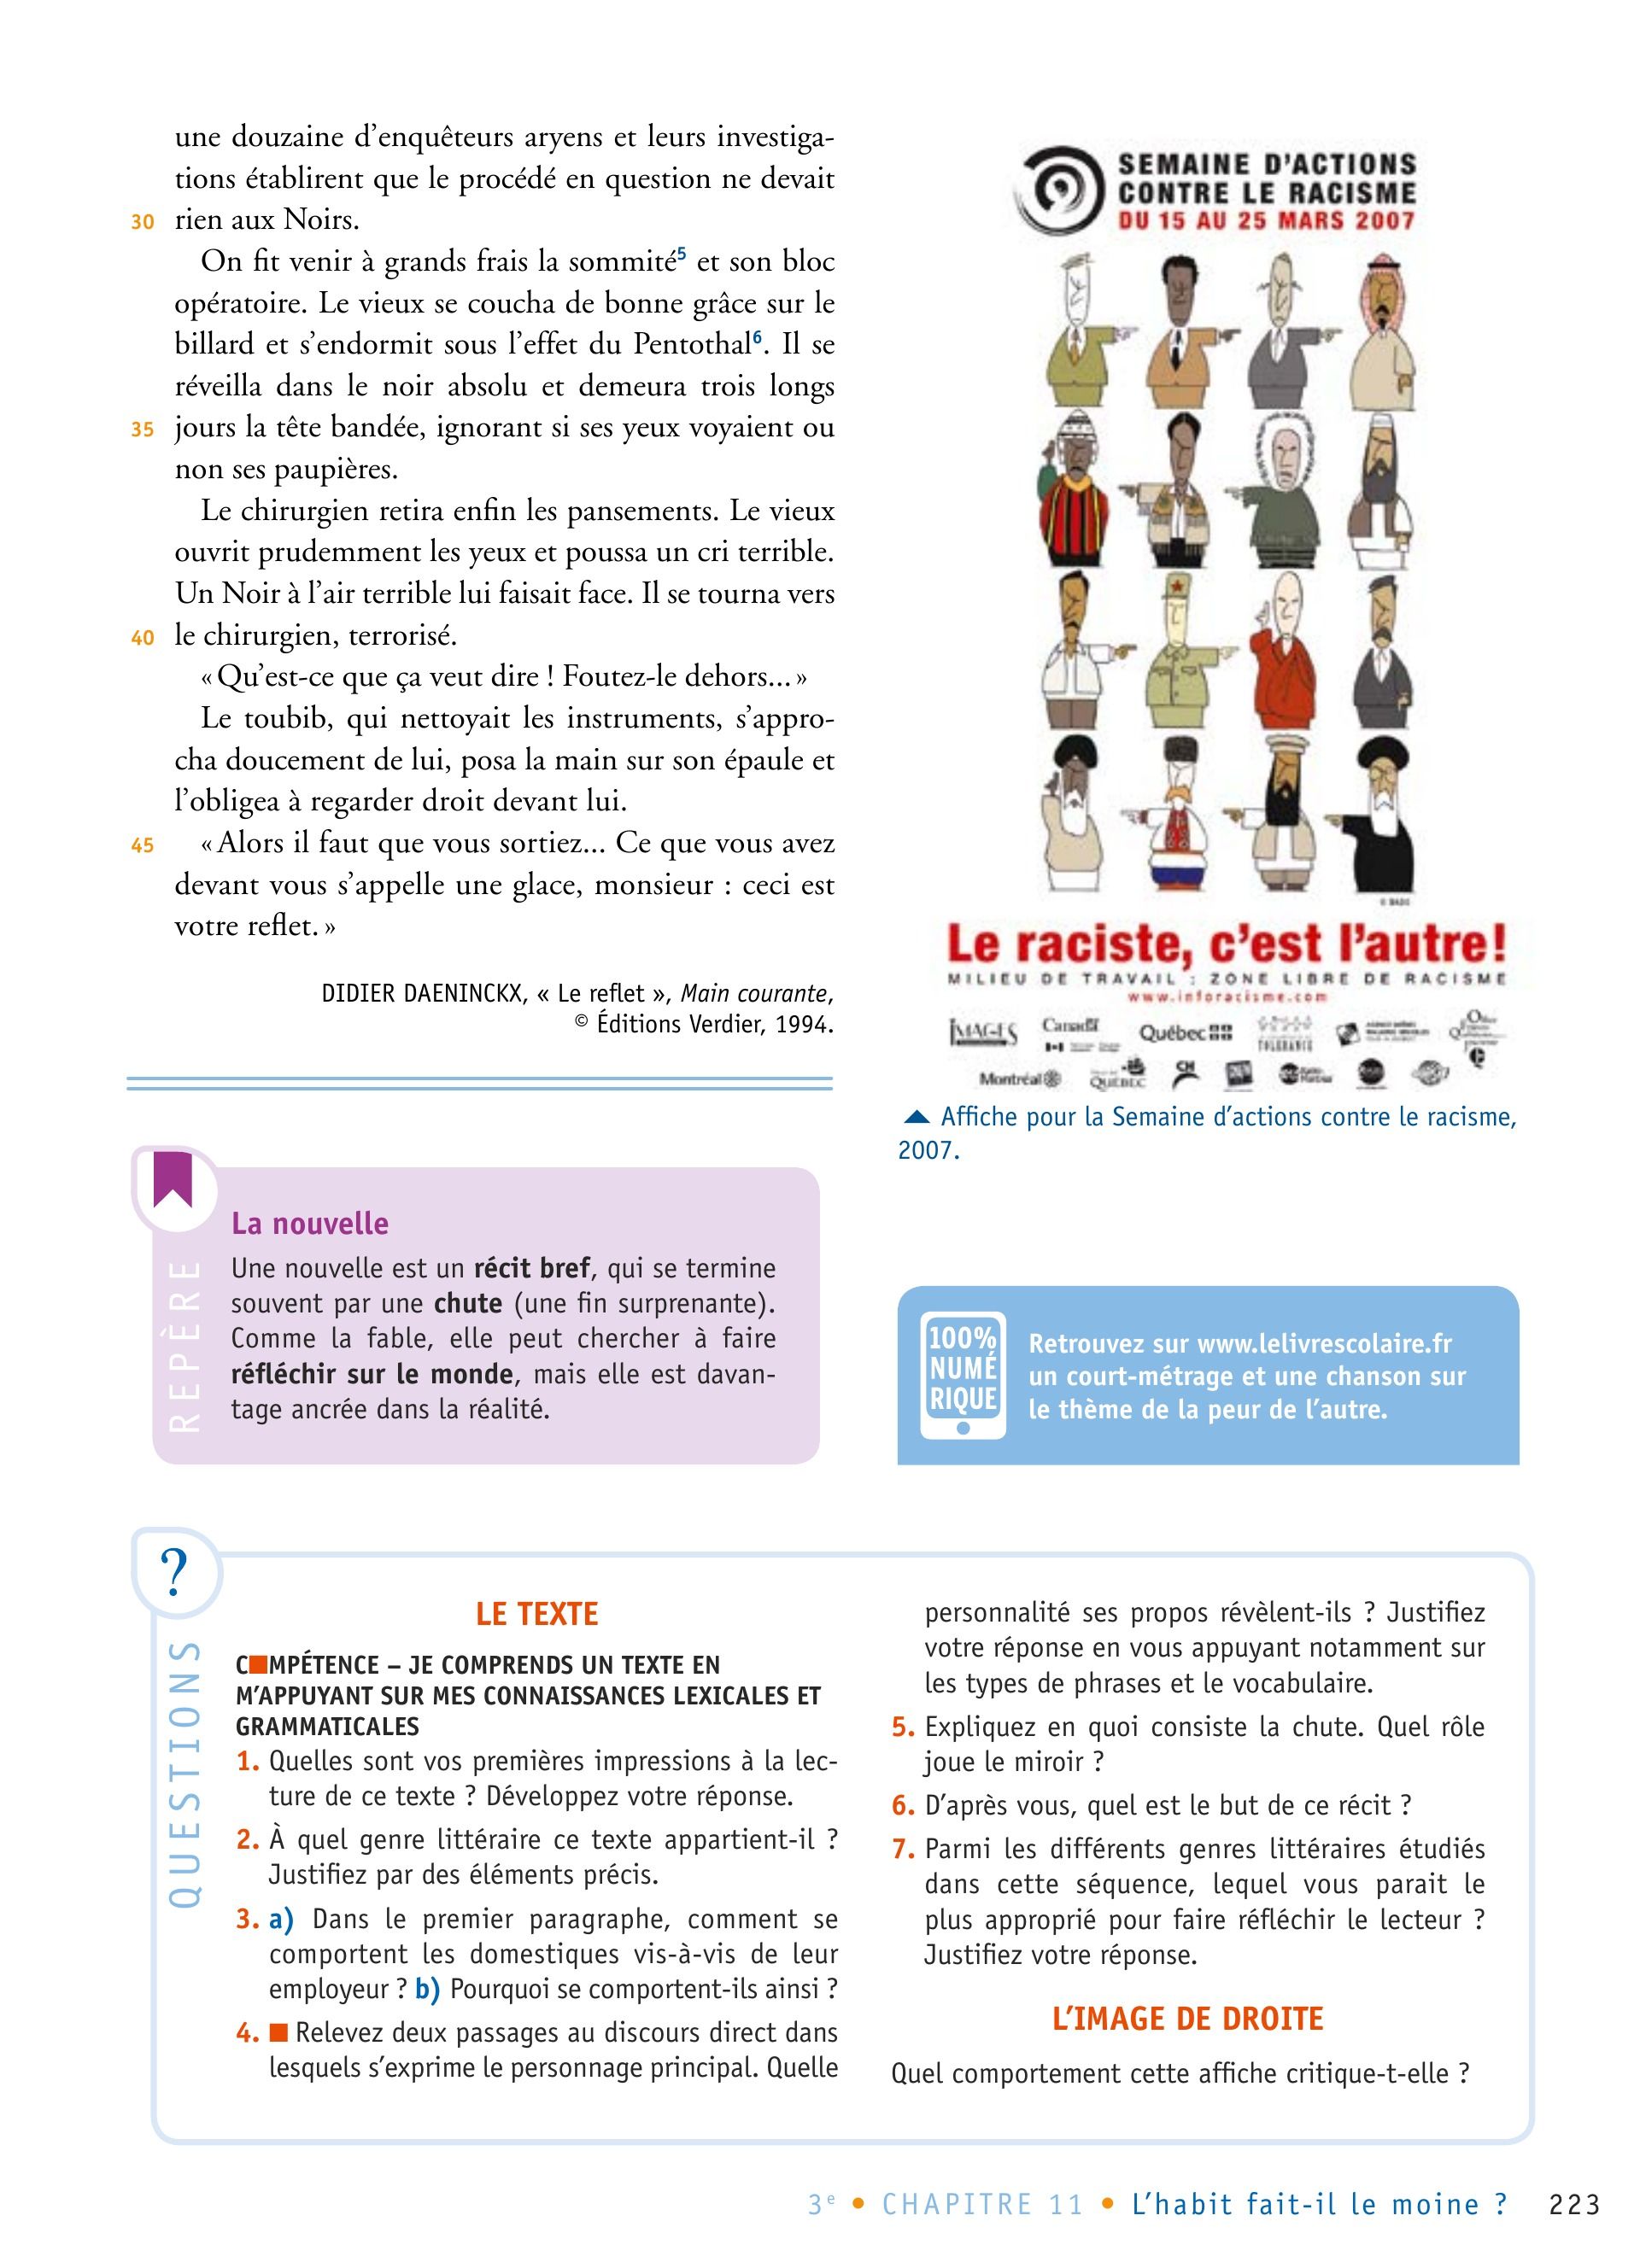 une douzaine d'enquêteurs aryens et leurs investiga-
tions établirent que le procédé en question ne devait
30 rien aux Noirs.
On fit venir à grands frais la sommité5 et son bloc
opératoire. Le vieux se coucha de bonne grâce sur le
billard et s'endormit sous l'effet du Pentothal6. Il se
réveilla dans le noir absolu et demeura trois longs
35 jours la tête bandée, ignorant si ses yeux voyaient ou
non ses paupières.
Le chirurgien retira enfin les pansements. Le vieux
ouvrit prudemment les yeux et poussa un cri terrible.
Un Noir à l'air terrible lui faisait face. Il se tourna vers
40 le chirurgien, terrorisé.
« Qu'est-ce que ça veut dire ! Foutez-le dehors... »
Le toubib, qui nettoyait les instruments, s'appro-
cha doucement de lui, posa la main sur son épaule et
l'obligea à regarder droit devant lui.
45 « Alors il faut que vous sortiez... Ce que vous avez
devant vous s'appelle une glace, monsieur : ceci est
votre reflet. »
DIDIER DAENINCKX, « Le reflet », Main courante,
© Éditions Verdier, 1994.
SEMAINE D'ACTIONS
CONTRE LE RACISME
DU 15 AU 25 MARS 2007
© BADO
Le raciste, c'est l'autre!
MILIEU DE TRAVAIL : ZONE LIBRE DE RACISME
www.inforacisme.com
IMAGES Canada Québec TOLERANCE
Montréal QUÉBEC CH
Affiche pour la Semaine d'actions contre le racisme,
2007.
REPÈRE
La nouvelle
Une nouvelle est un récit bref, qui se termine
souvent par une chute (une fin surprenante).
Comme la fable, elle peut chercher à faire
réfléchir sur le monde, mais elle est davan-
tage ancrée dans la réalité.
100%
NUMÉ
RIQUE
Retrouvez sur www.lelivrescolaire.fr
un court-métrage et une chanson sur
le thème de la peur de l'autre.
?
QUESTIONS
LE TEXTE
COMPÉTENCE – JE COMPRENDS UN TEXTE EN
M'APPUYANT SUR MES CONNAISSANCES LEXICALES ET
GRAMMATICALES
1. Quelles sont vos premières impressions à la lec-
ture de ce texte ? Développez votre réponse.
2. À quel genre littéraire ce texte appartient-il ?
Justifiez par des éléments précis.
3. a) Dans le premier paragraphe, comment se
comportent les domestiques vis-à-vis de leur
employeur ? b) Pourquoi se comportent-ils ainsi ?
4. ■ Relevez deux passages au discours direct dans
lesquels s'exprime le personnage principal. Quelle
personnalité ses propos révèlent-ils ? Justifiez
votre réponse en vous appuyant notamment sur
les types de phrases et le vocabulaire.
5. Expliquez en quoi consiste la chute. Quel rôle
joue le miroir ?
6. D'après vous, quel est le but de ce récit ?
7. Parmi les différents genres littéraires étudiés
dans cette séquence, lequel vous parait le
plus approprié pour faire réfléchir le lecteur ?
Justifiez votre réponse.
L'IMAGE DE DROITE
Quel comportement cette affiche critique-t-elle ?
3e • CHAPITRE 11 • L'habit fait-il le moine ? 223